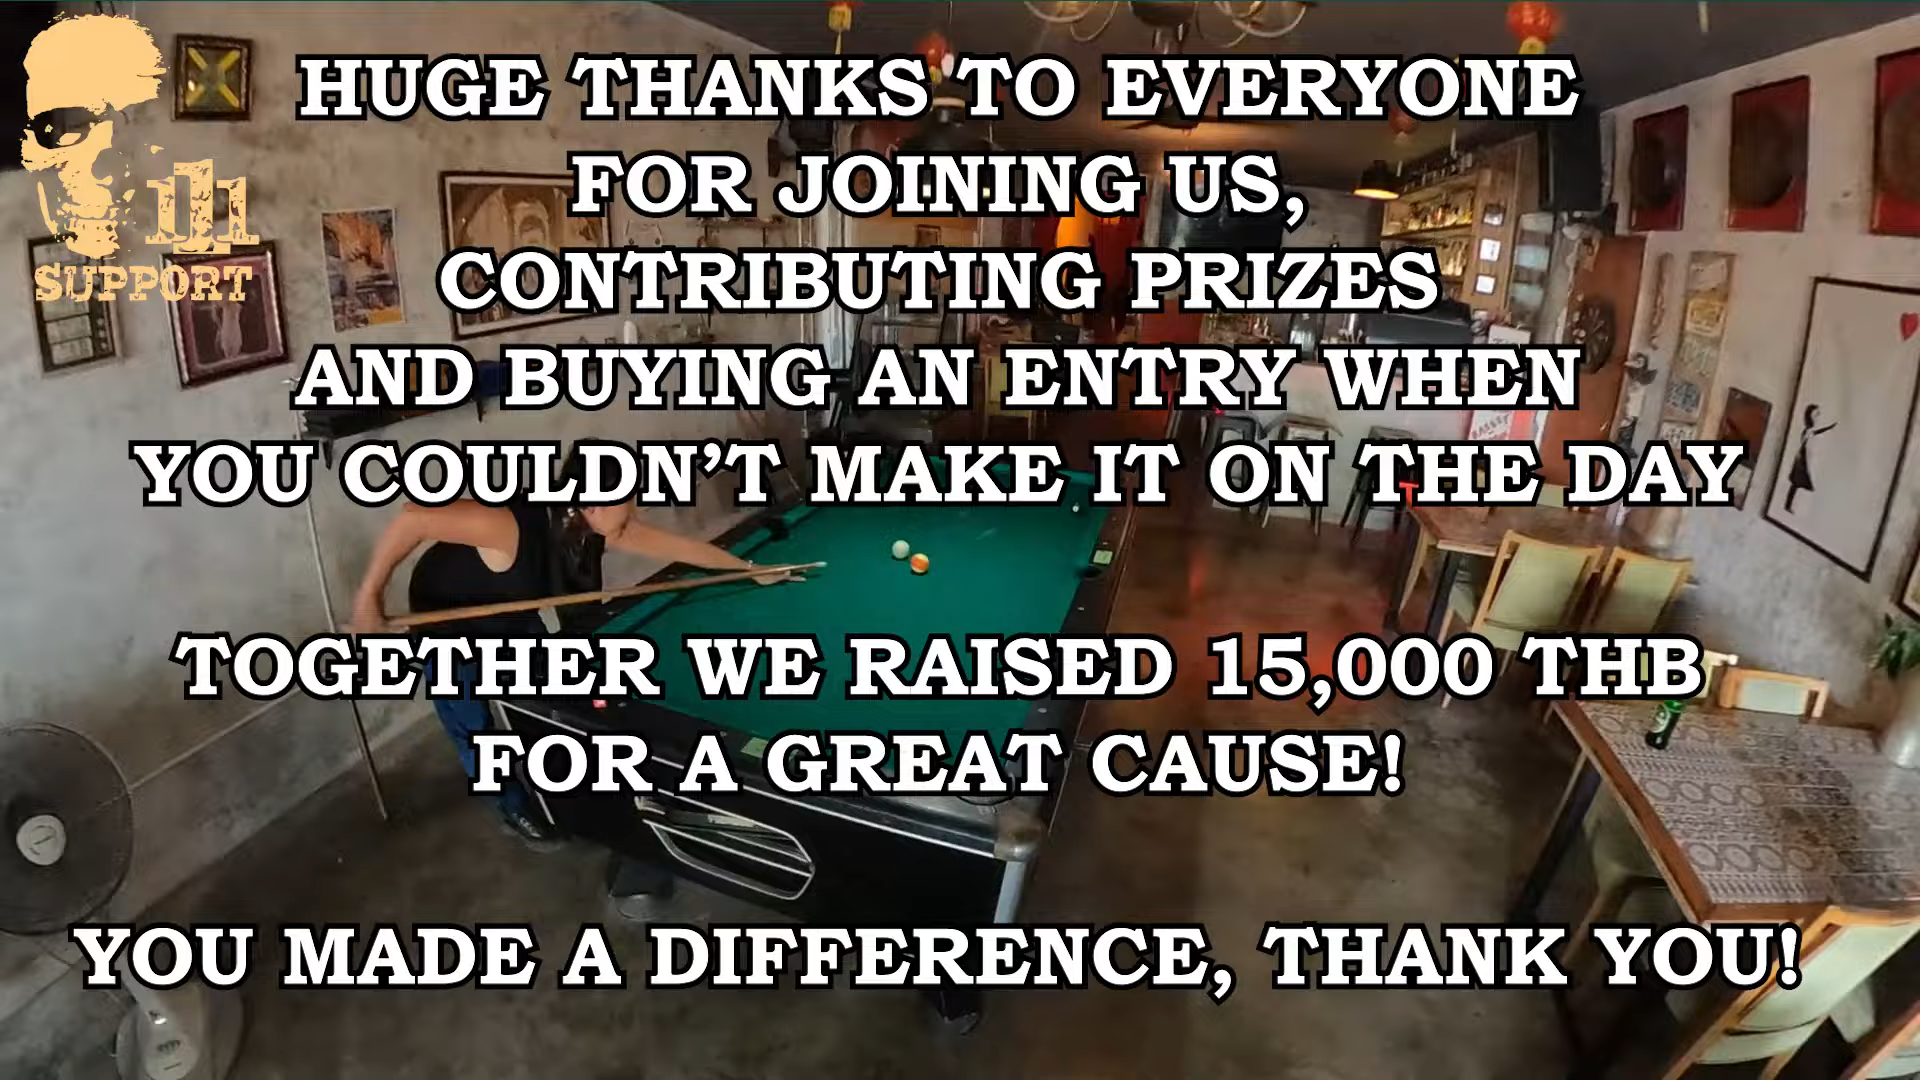 ill
SUPPORT
HUGE THANKS TO EVERYONE
FOR JOINING US,
CONTRIBUTING PRIZES
AND BUYING AN ENTRY WHEN
YOU COULDN’T MAKE IT ON THE DAY
TOGETHER WE RAISED 15,000 THB
FOR A GREAT CAUSE!
YOU MADE A DIFFERENCE, THANK YOU!